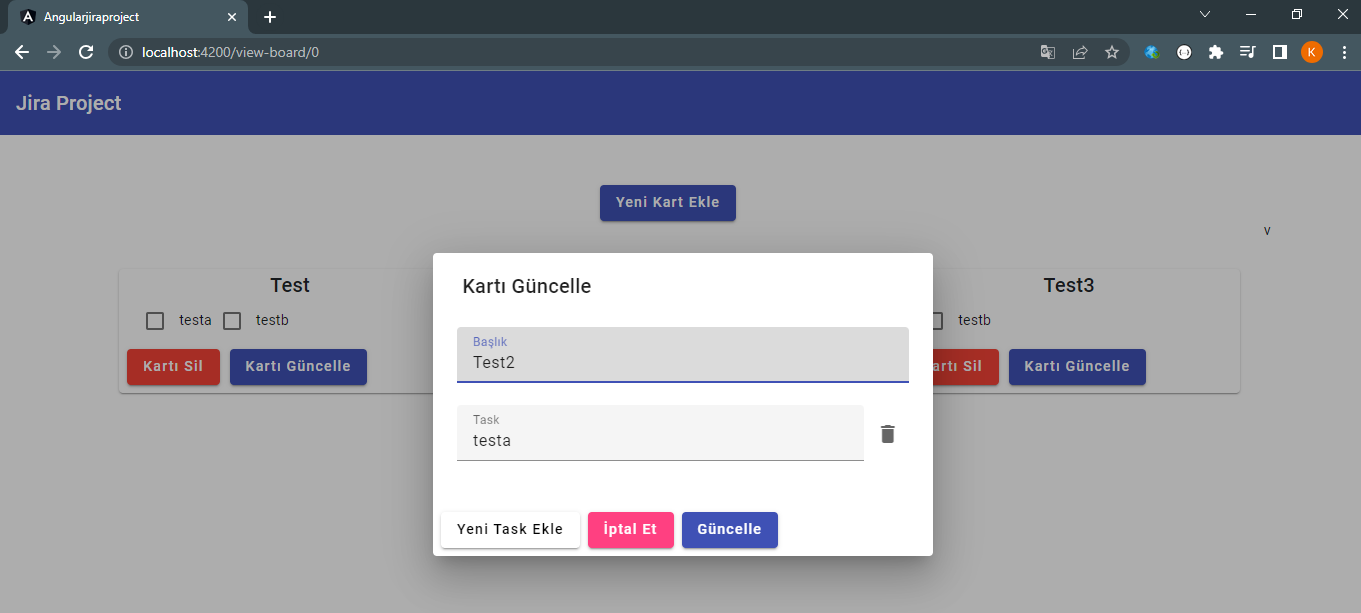 Angularjiraproject
localhost:4200/view-board/0
K
Jira Project
Yeni Kart Ekle
v
Test
testa testb
Kartı Sil Kartı Güncelle
Kartı Güncelle
Başlık
Test2
Task
testa
Yeni Task Ekle İptal Et Güncelle
Test3
testb
artı Sil Kartı Güncelle